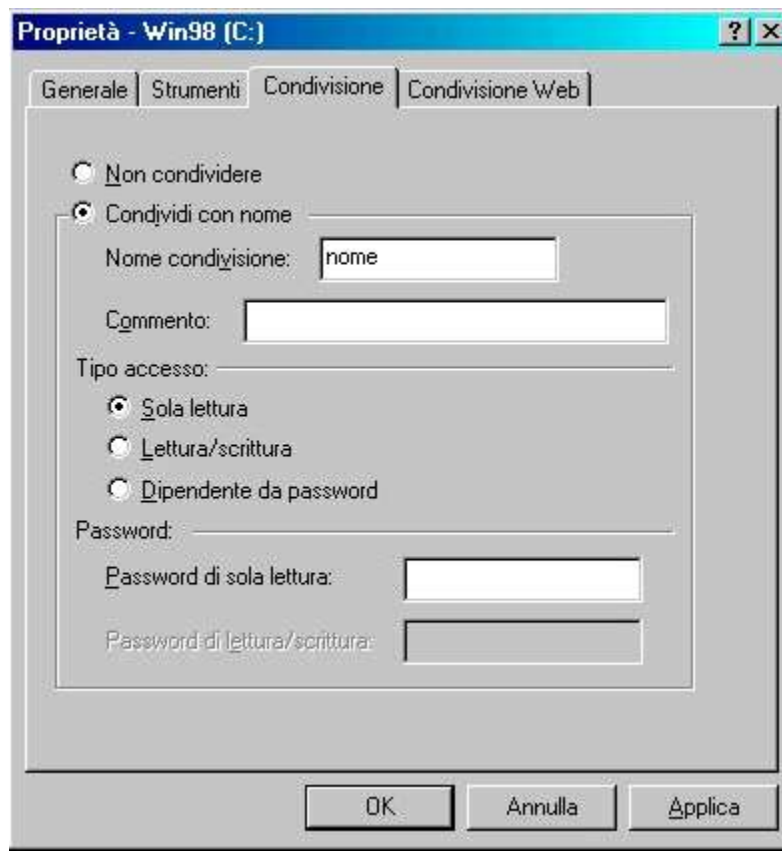 Proprietà - Win98 (C:)
Generale Strumenti Condivisione Condivisione Web
Non condividere
Condividi con nome
Nome condivisione: nome
Commento:
Tipo accesso:
Sola lettura
Lettura/scrittura
Dipendente da password
Password:
Password di sola lettura:
Password di lettura/scrittura:
OK Annulla Applica